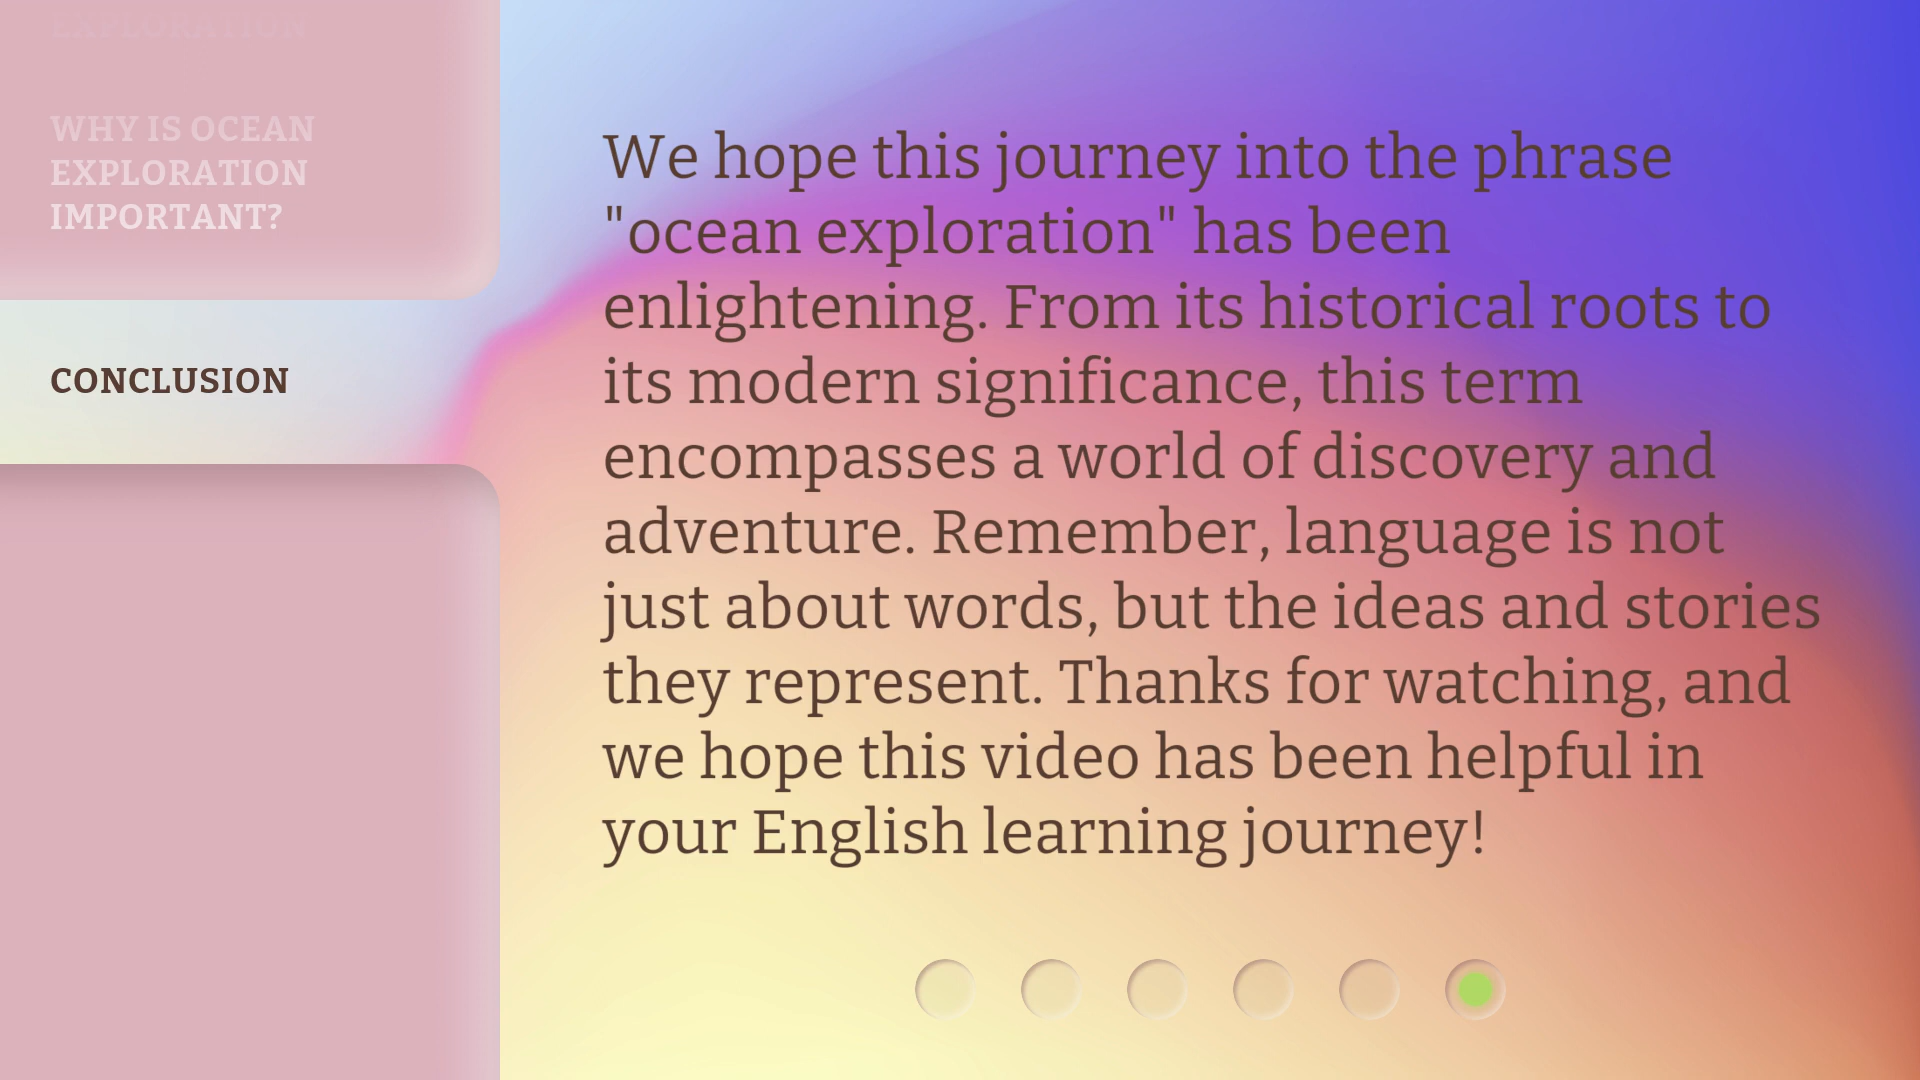 EXPLORATION
WHY IS OCEAN
EXPLORATION
IMPORTANT?
CONCLUSION
We hope this journey into the phrase
"ocean exploration" has been
enlightening. From its historical roots to
its modern significance, this term
encompasses a world of discovery and
adventure. Remember, language is not
just about words, but the ideas and stories
they represent. Thanks for watching, and
we hope this video has been helpful in
your English learning journey!